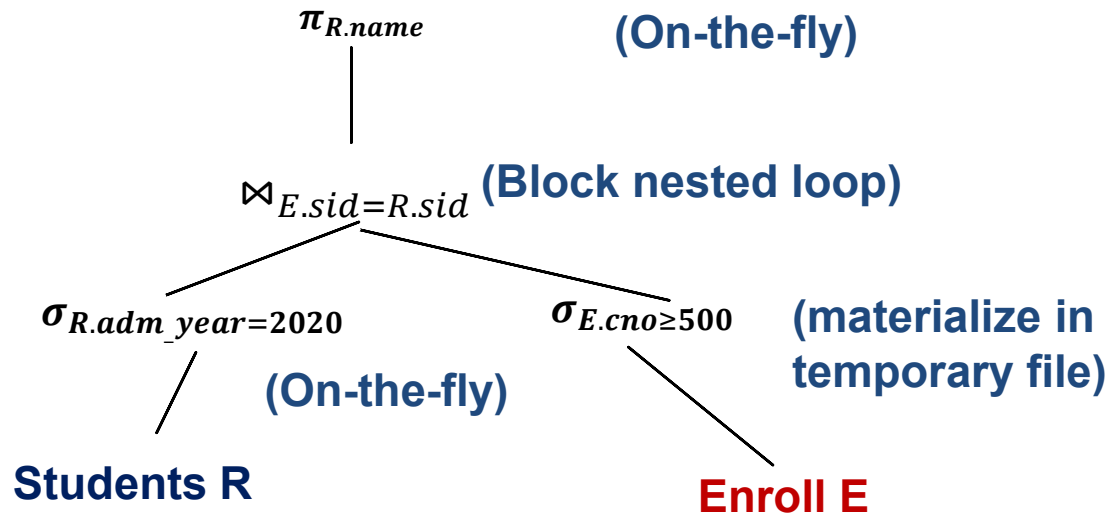 π_{R.name} (On-the-fly)
⋈_{E.sid=R.sid} (Block nested loop)
σ_{R.adm_year=2020} σ_{E.cno≥500} (materialize in
temporary file)
(On-the-fly)
Students R
Enroll E